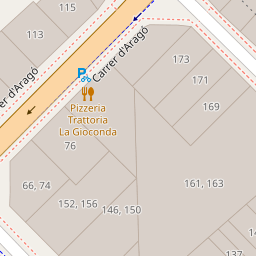 113
115
173
Carrer d'Aragó
171
P
169
Pizzeria
Trattoria
La Gioconda
Carrer d'Aragó
76
66, 74
161, 163
152, 156
146, 150
137